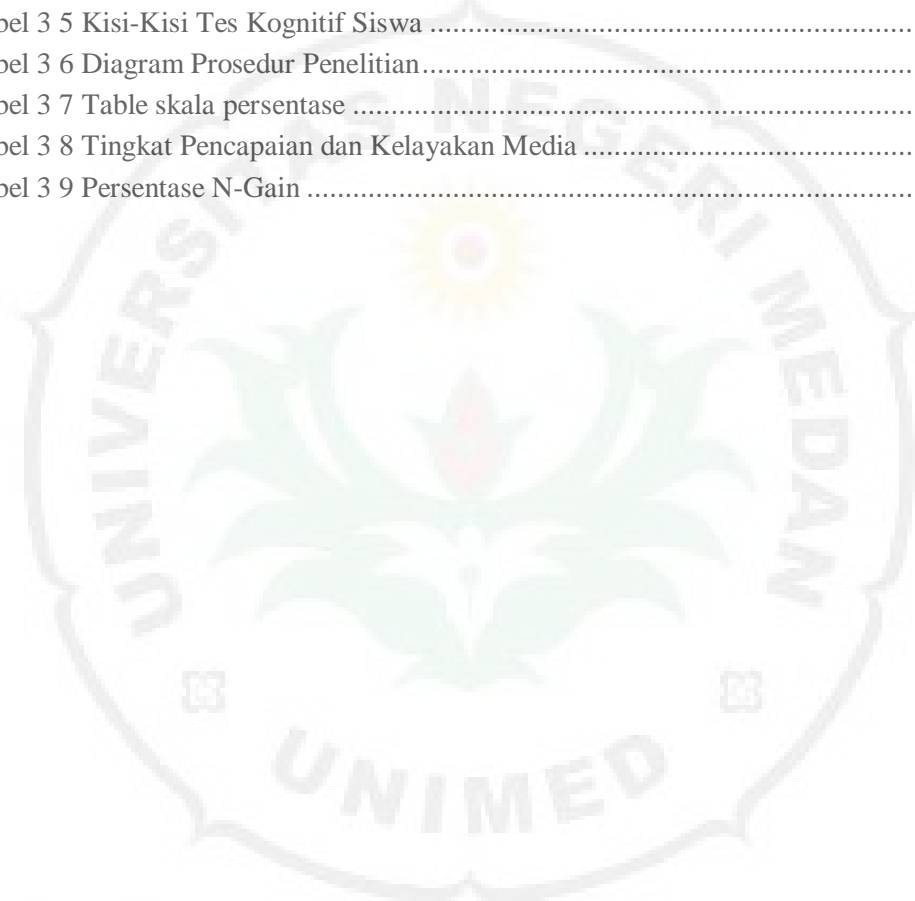 bel 3 5 Kisi-Kisi Tes Kognitif Siswa ................................................................
bel 3 6 Diagram Prosedur Penelitian................................................................
bel 3 7 Table skala persentase ................................................................
bel 3 8 Tingkat Pencapaian dan Kelayakan Media ............................................
bel 3 9 Persentase N-Gain ................................................................
UNIVERSITAS NEGERI MEDAN
UNIMED